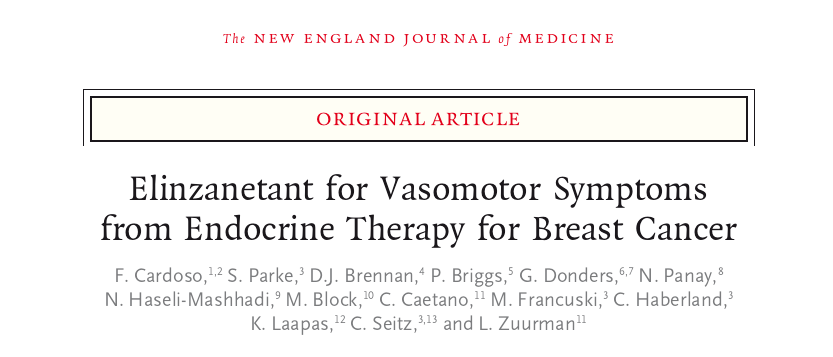 The NEW ENGLAND JOURNAL of MEDICINE
ORIGINAL ARTICLE
Elinzanetant for Vasomotor Symptoms
from Endocrine Therapy for Breast Cancer
F. Cardoso,1,2 S. Parke,3 D.J. Brennan,4 P. Briggs,5 G. Donders,6,7 N. Panay,8
N. Haseli-Mashhadi,9 M. Block,10 C. Caetano,11 M. Francuski,3 C. Haberland,3
K. Laapas,12 C. Seitz,3,13 and L. Zuurman11